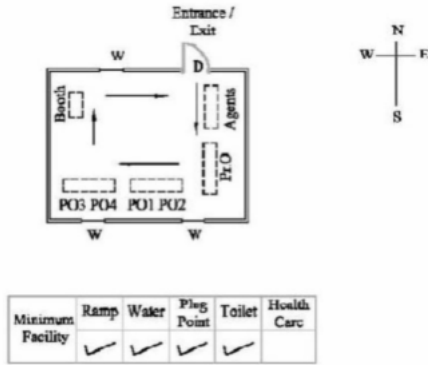 Entrance /
Exit
W
D
N
W E
S
Booth
Agents
PrO
PO3 PO4 PO1 PO2
W W
Minimum Facility
Ramp
Water
Plug Point
Toilet
Health Care